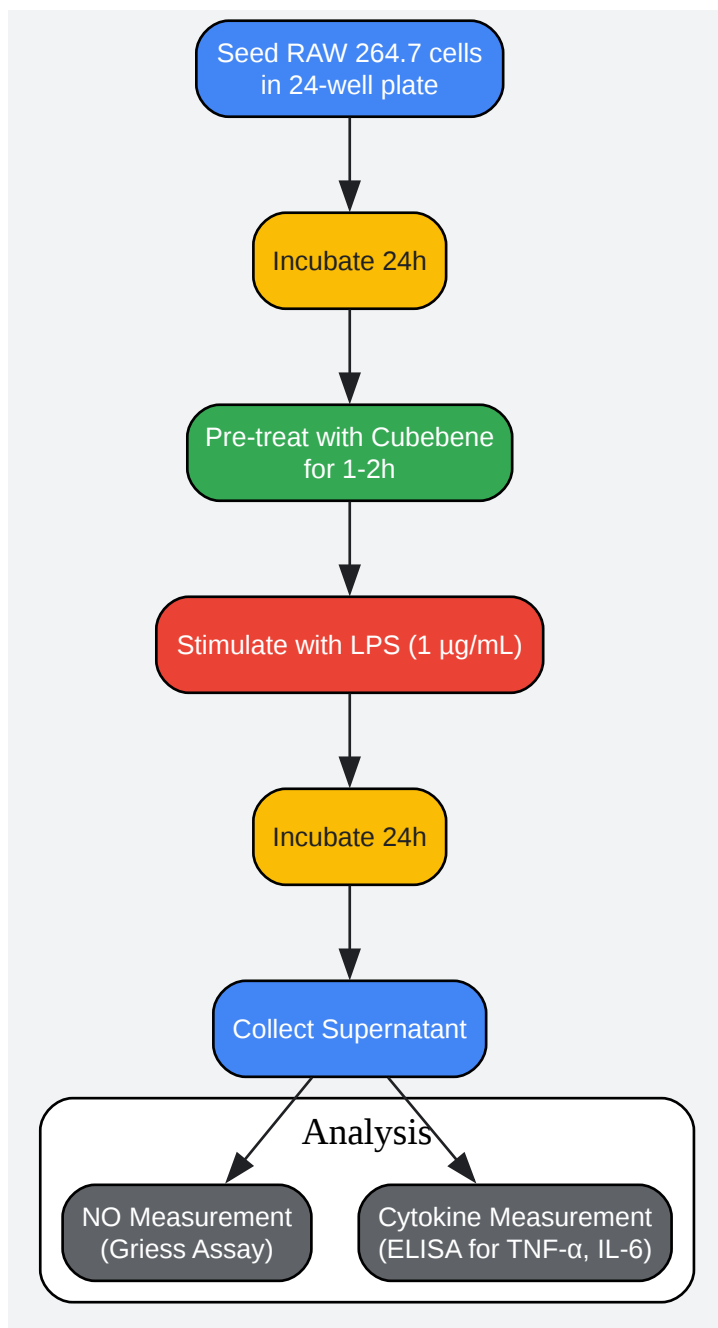 Seed RAW 264.7 cells
in 24-well plate
Incubate 24h
Pre-treat with Cubebene
for 1-2h
Stimulate with LPS (1 µg/mL)
Incubate 24h
Collect Supernatant
Analysis
NO Measurement
(Griess Assay)
Cytokine Measurement
(ELISA for TNF-α, IL-6)